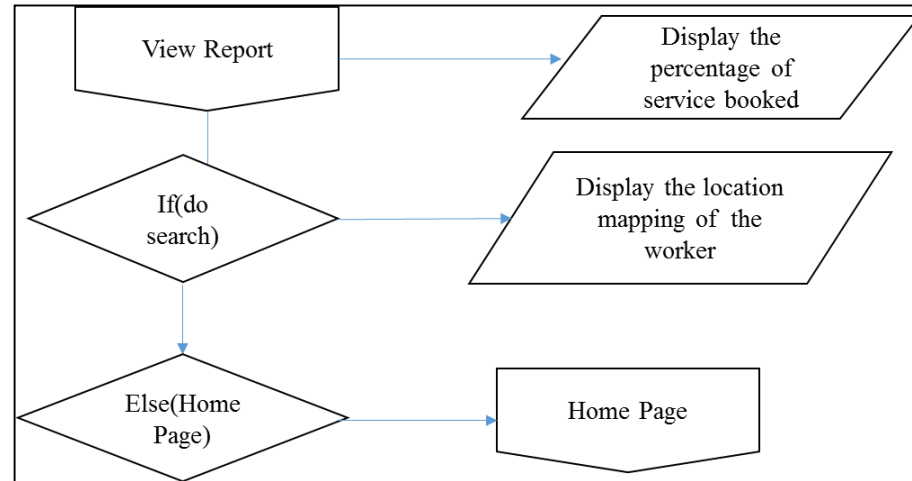 View Report
Display the
percentage of
service booked
If(do
search)
Display the location
mapping of the
worker
Else(Home
Page)
Home Page